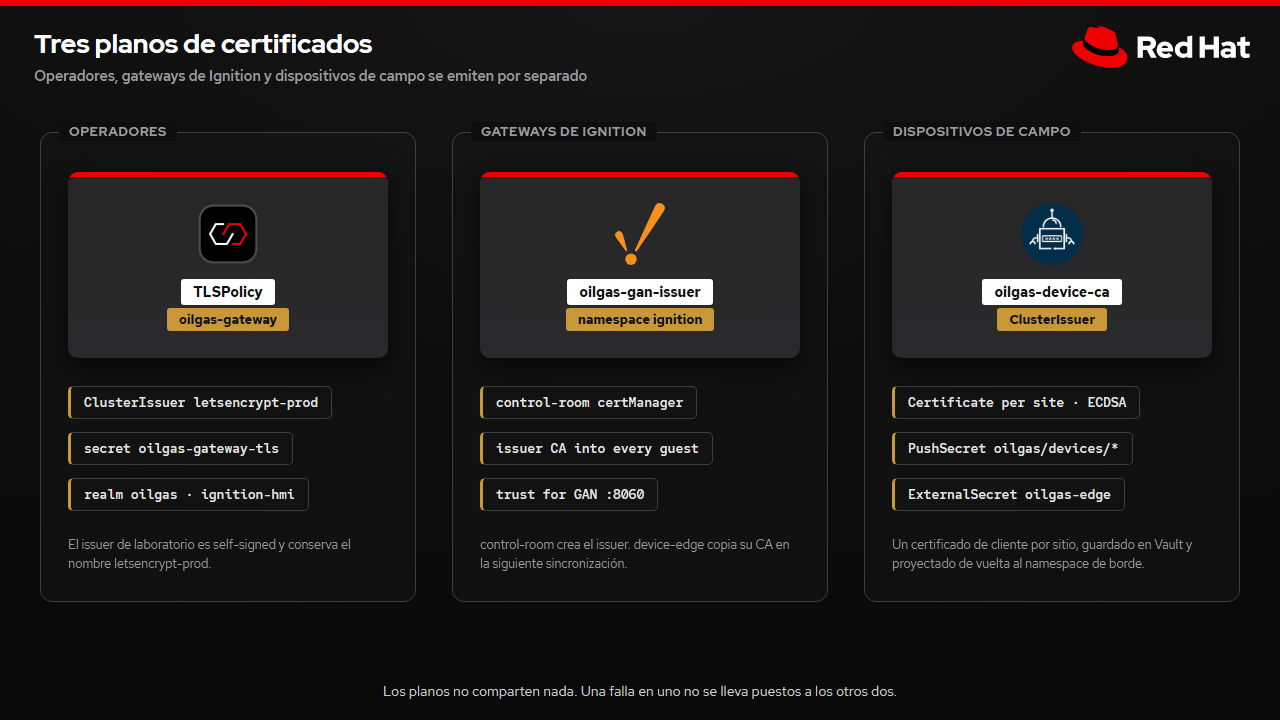 Tres planos de certificados
Operadores, gateways de Ignition y dispositivos de campo se emiten por separado
Red Hat
OPERADORES
TLSPolicy
oilgas-gateway
ClusterIssuer letsencrypt-prod
secret oilgas-gateway-tls
realm oilgas · ignition-hmi
El issuer de laboratorio es self-signed y conserva el
nombre letsencrypt-prod.
GATEWAYS DE IGNITION
oilgas-gan-issuer
namespace ignition
control-room certManager
issuer CA into every guest
trust for GAN :8060
control-room crea el issuer. device-edge copia su CA en
la siguiente sincronización.
DISPOSITIVOS DE CAMPO
oilgas-device-ca
ClusterIssuer
Certificate per site · ECDSA
PushSecret oilgas/devices/*
ExternalSecret oilgas-edge
Un certificado de cliente por sitio, guardado en Vault y
proyectado de vuelta al namespace de borde.
Los planos no comparten nada. Una falla en uno no se lleva puestos a los otros dos.